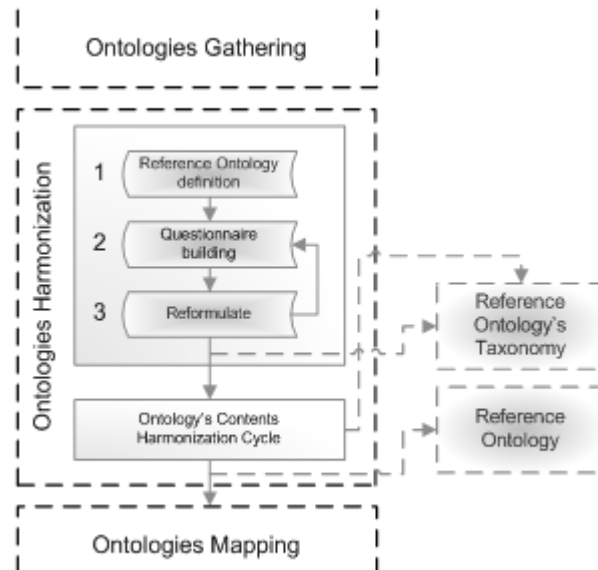 Ontologies Gathering
Ontologies Harmonization
1
Reference Ontology
definition
2
Questionnaire
building
3
Reformulate
Reference
Ontology`s
Taxonomy
Ontology's Contents
Harmonization Cycle
Reference
Ontology
Ontologies Mapping